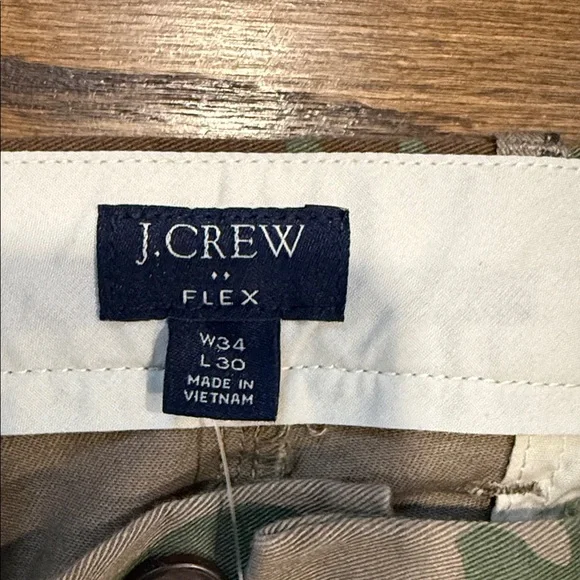 J.CREW
FLEX
W34
L30
MADE IN
VIETNAM